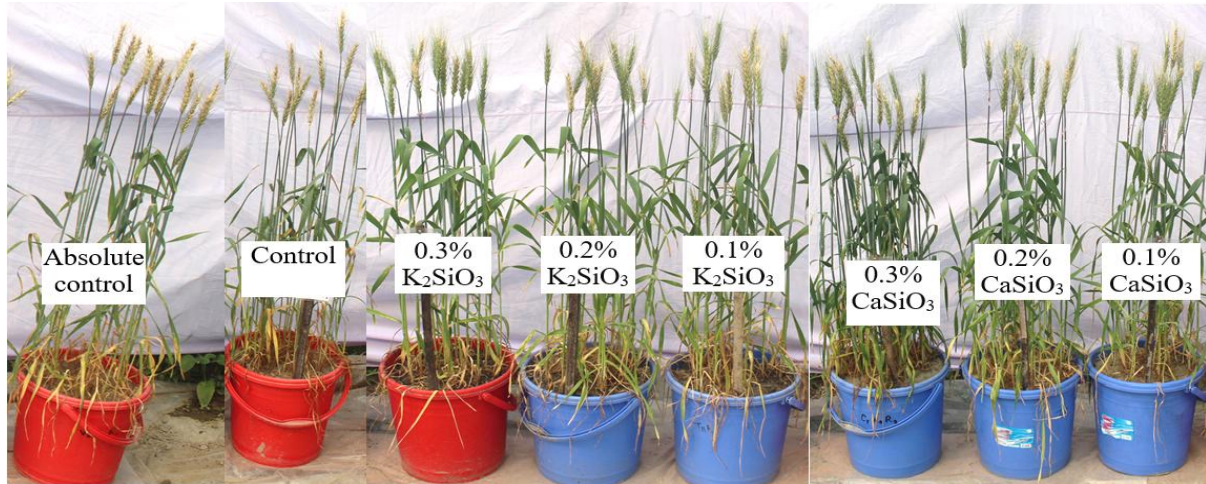 Absolute
control
Control
0.3%
K₂SiO₃
0.2%
K₂SiO₃
0.1%
K₂SiO₃
0.3%
CaSiO₃
0.2%
CaSiO₃
0.1%
CaSiO₃